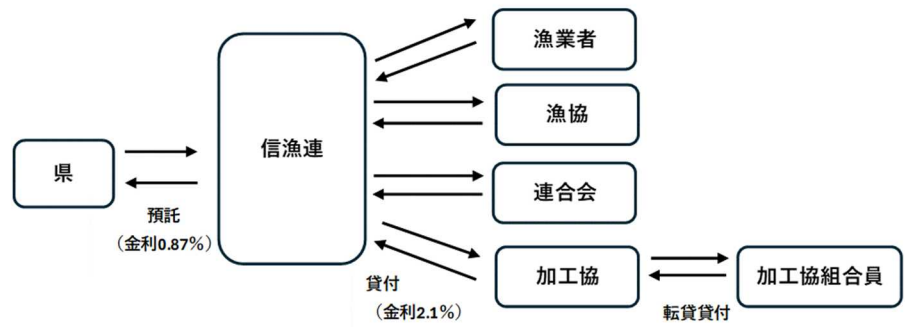 漁業者
漁協
信漁連
県
連合会
預託
（金利0.87％）
加工協
加工協組合員
貸付
（金利2.1％）
転貸貸付